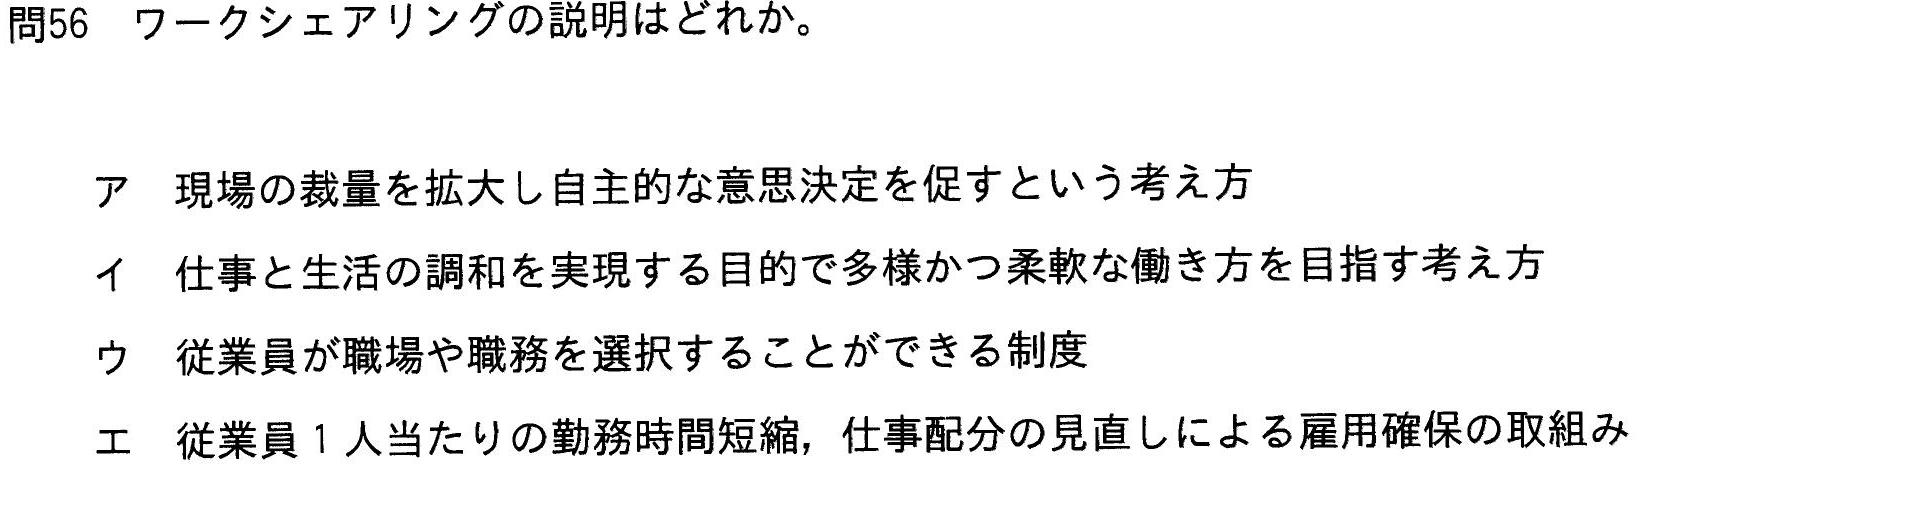 問56　ワークシェアリングの説明はどれか。
ア　現場の裁量を拡大し自主的な意思決定を促すという考え方
イ　仕事と生活の調和を実現する目的で多様かつ柔軟な働き方を目指す考え方
ウ　従業員が職場や職務を選択することができる制度
エ　従業員1人当たりの勤務時間短縮，仕事配分の見直しによる雇用確保の取組み